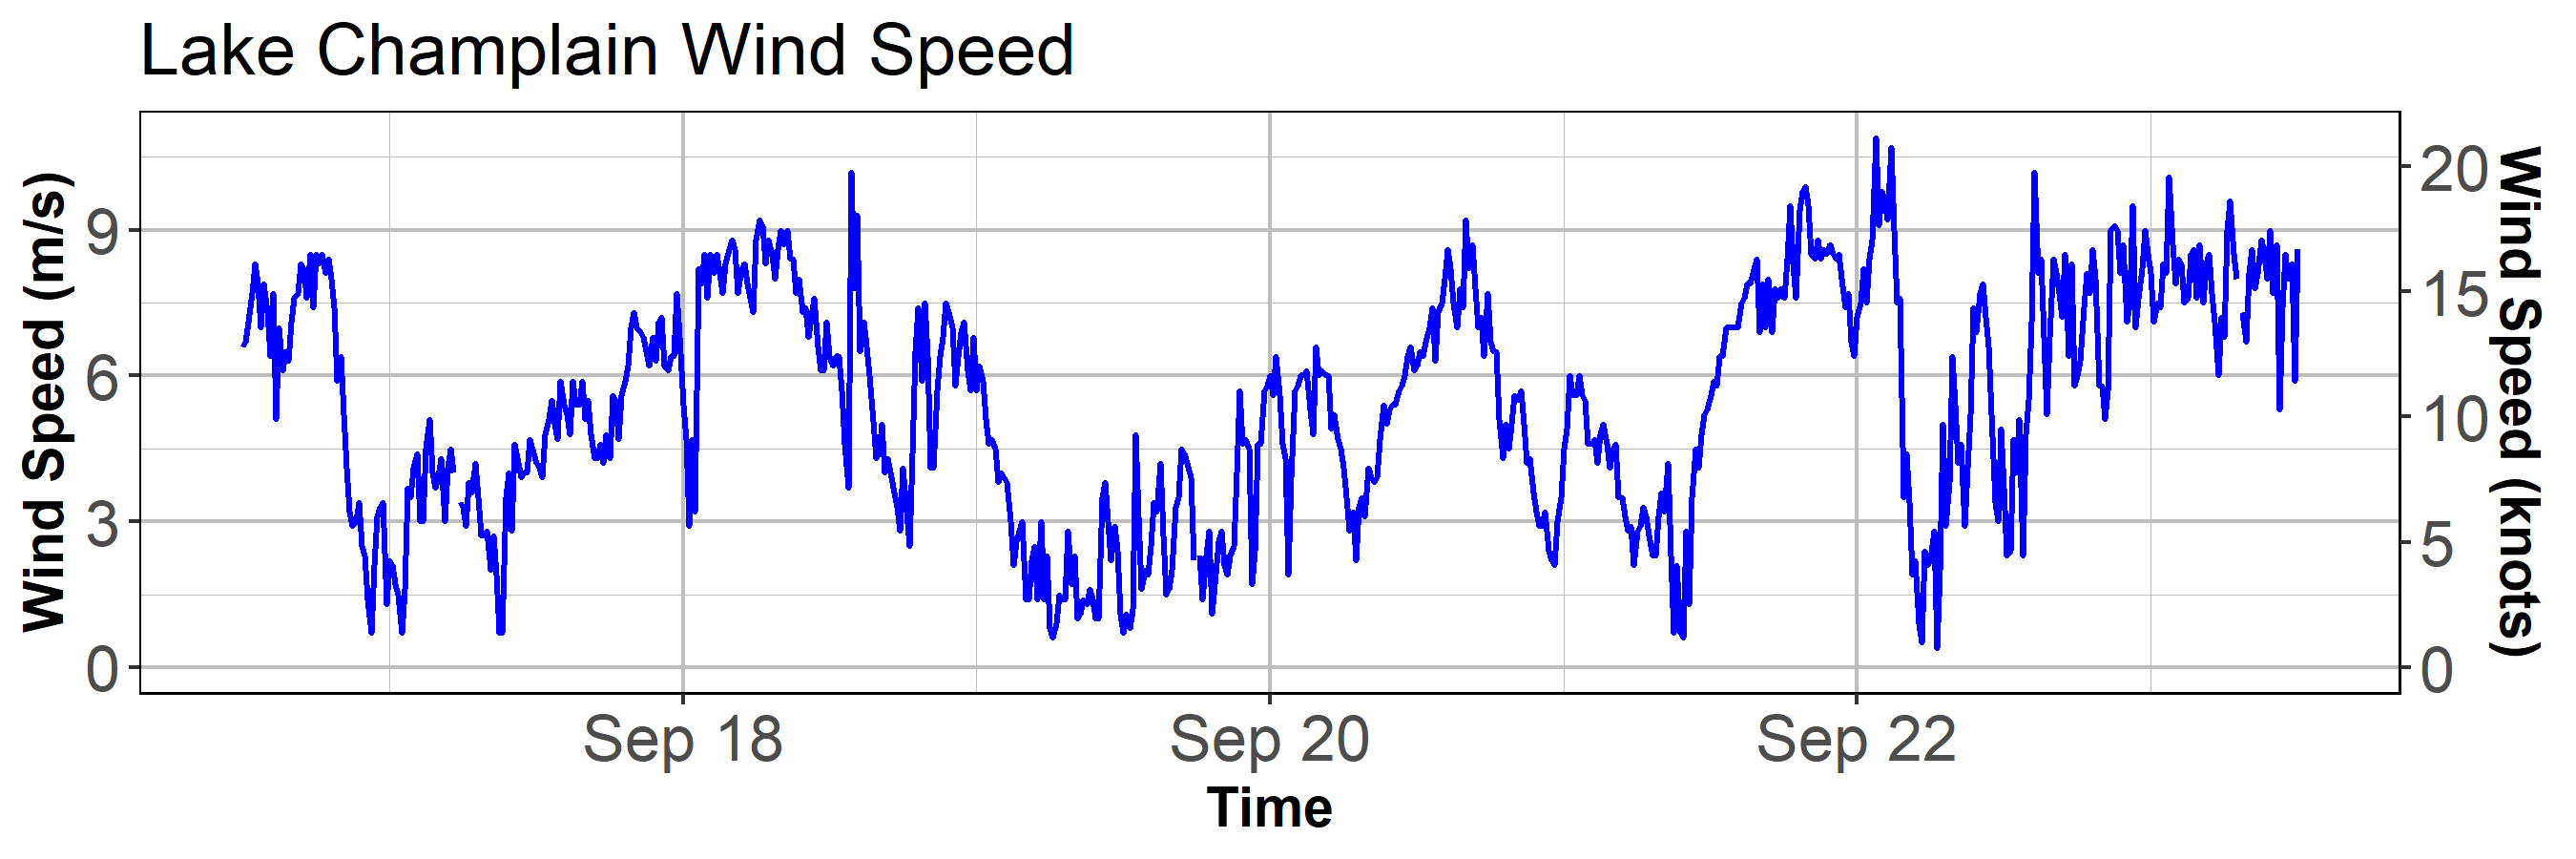 Lake Champlain Wind Speed
Wind Speed (m/s)
9
6
3
0
20
15
10
5
0
Wind Speed (knots)
Sep 18
Sep 20
Sep 22
Time